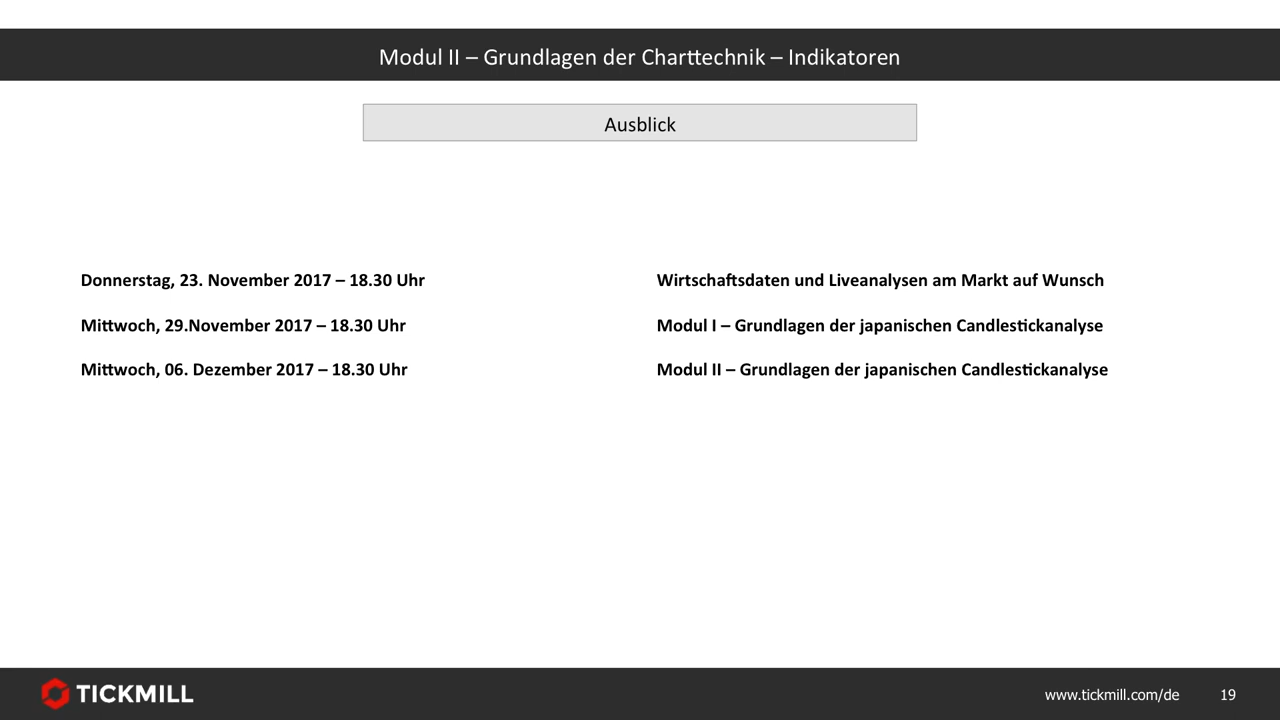 Modul II – Grundlagen der Charttechnik – Indikatoren
Ausblick
Donnerstag, 23. November 2017 – 18.30 Uhr Wirtschaftsdaten und Liveanalysen am Markt auf Wunsch
Mittwoch, 29.November 2017 – 18.30 Uhr Modul I – Grundlagen der japanischen Candlestickanalyse
Mittwoch, 06. Dezember 2017 – 18.30 Uhr Modul II – Grundlagen der japanischen Candlestickanalyse
TICKMILL www.tickmill.com/de 19